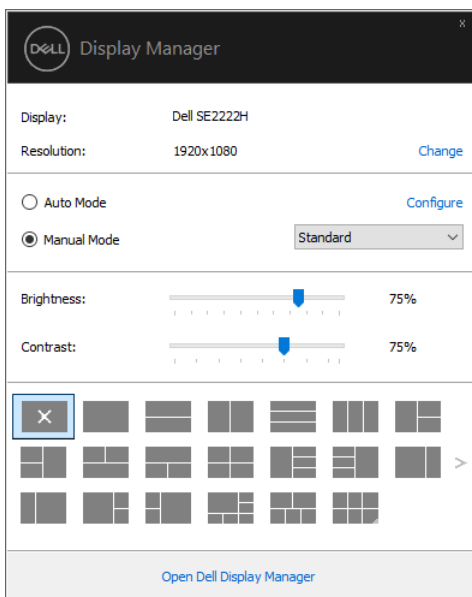 x
DELL Display Manager
Display: Dell SE2222H
Resolution: 1920x1080 Change
Auto Mode Configure
Manual Mode Standard
Brightness: 75%
Contrast: 75%
Open Dell Display Manager